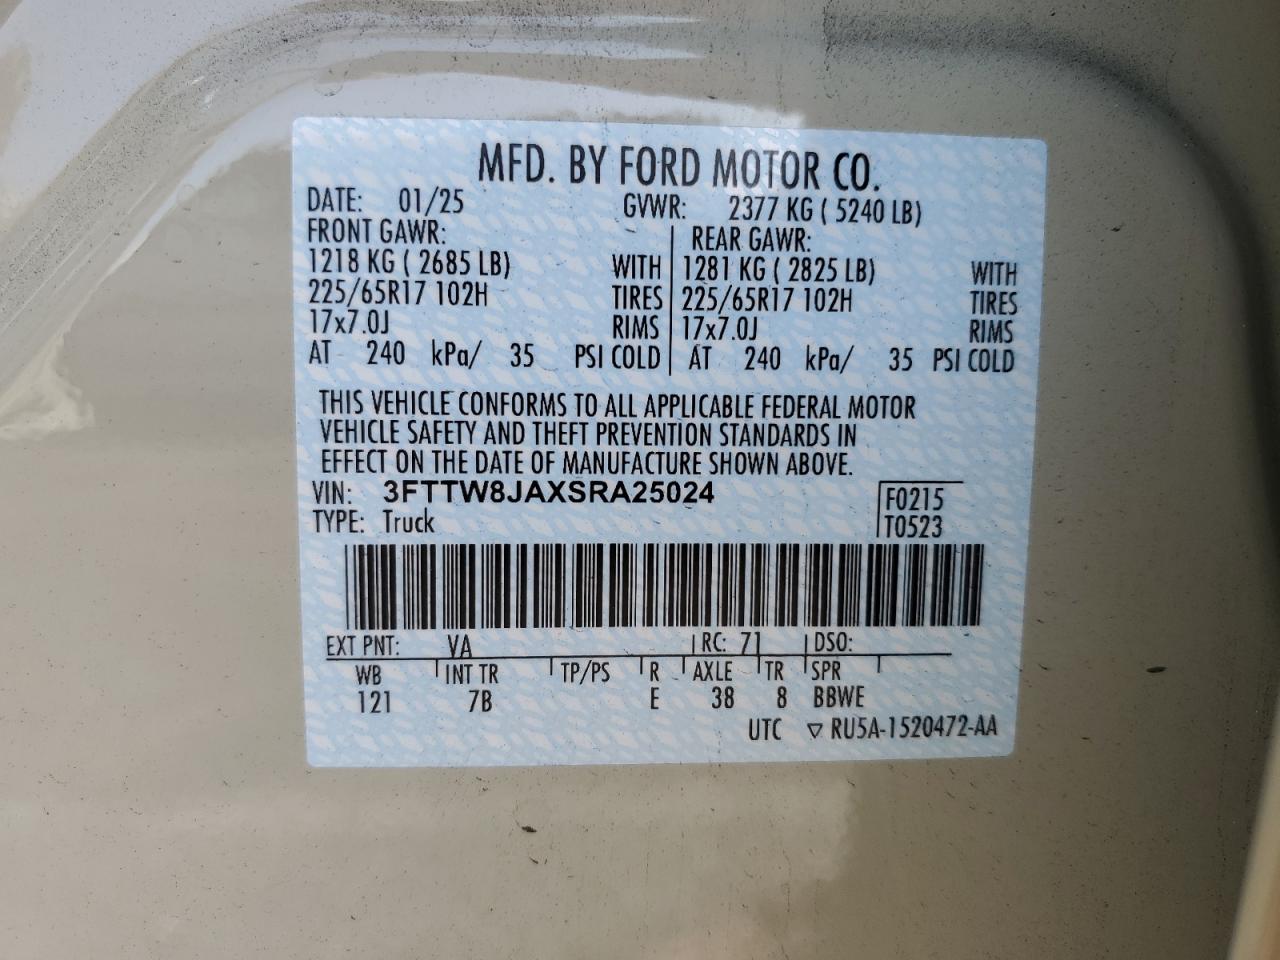 MFD. BY FORD MOTOR CO.
DATE: 01/25 GVWR: 2377 KG ( 5240 LB)
FRONT GAWR: REAR GAWR:
1218 KG ( 2685 LB) WITH 1281 KG ( 2825 LB) WITH
225/65R17 102H TIRES 225/65R17 102H TIRES
17x7.0J RIMS 17x7.0J RIMS
AT 240 kPa/ 35 PSI COLD AT 240 kPa/ 35 PSI COLD
THIS VEHICLE CONFORMS TO ALL APPLICABLE FEDERAL MOTOR
VEHICLE SAFETY AND THEFT PREVENTION STANDARDS IN
EFFECT ON THE DATE OF MANUFACTURE SHOWN ABOVE.
VIN: 3FTTW8JAXSRA25024 F0215
TYPE: Truck T0523
EXT PNT: VA RC: 71 DSO:
WB INT TR TP/PS R AXLE TR SPR
121 7B E 38 8 BBWE
UTC ▽ RU5A-1520472-AA